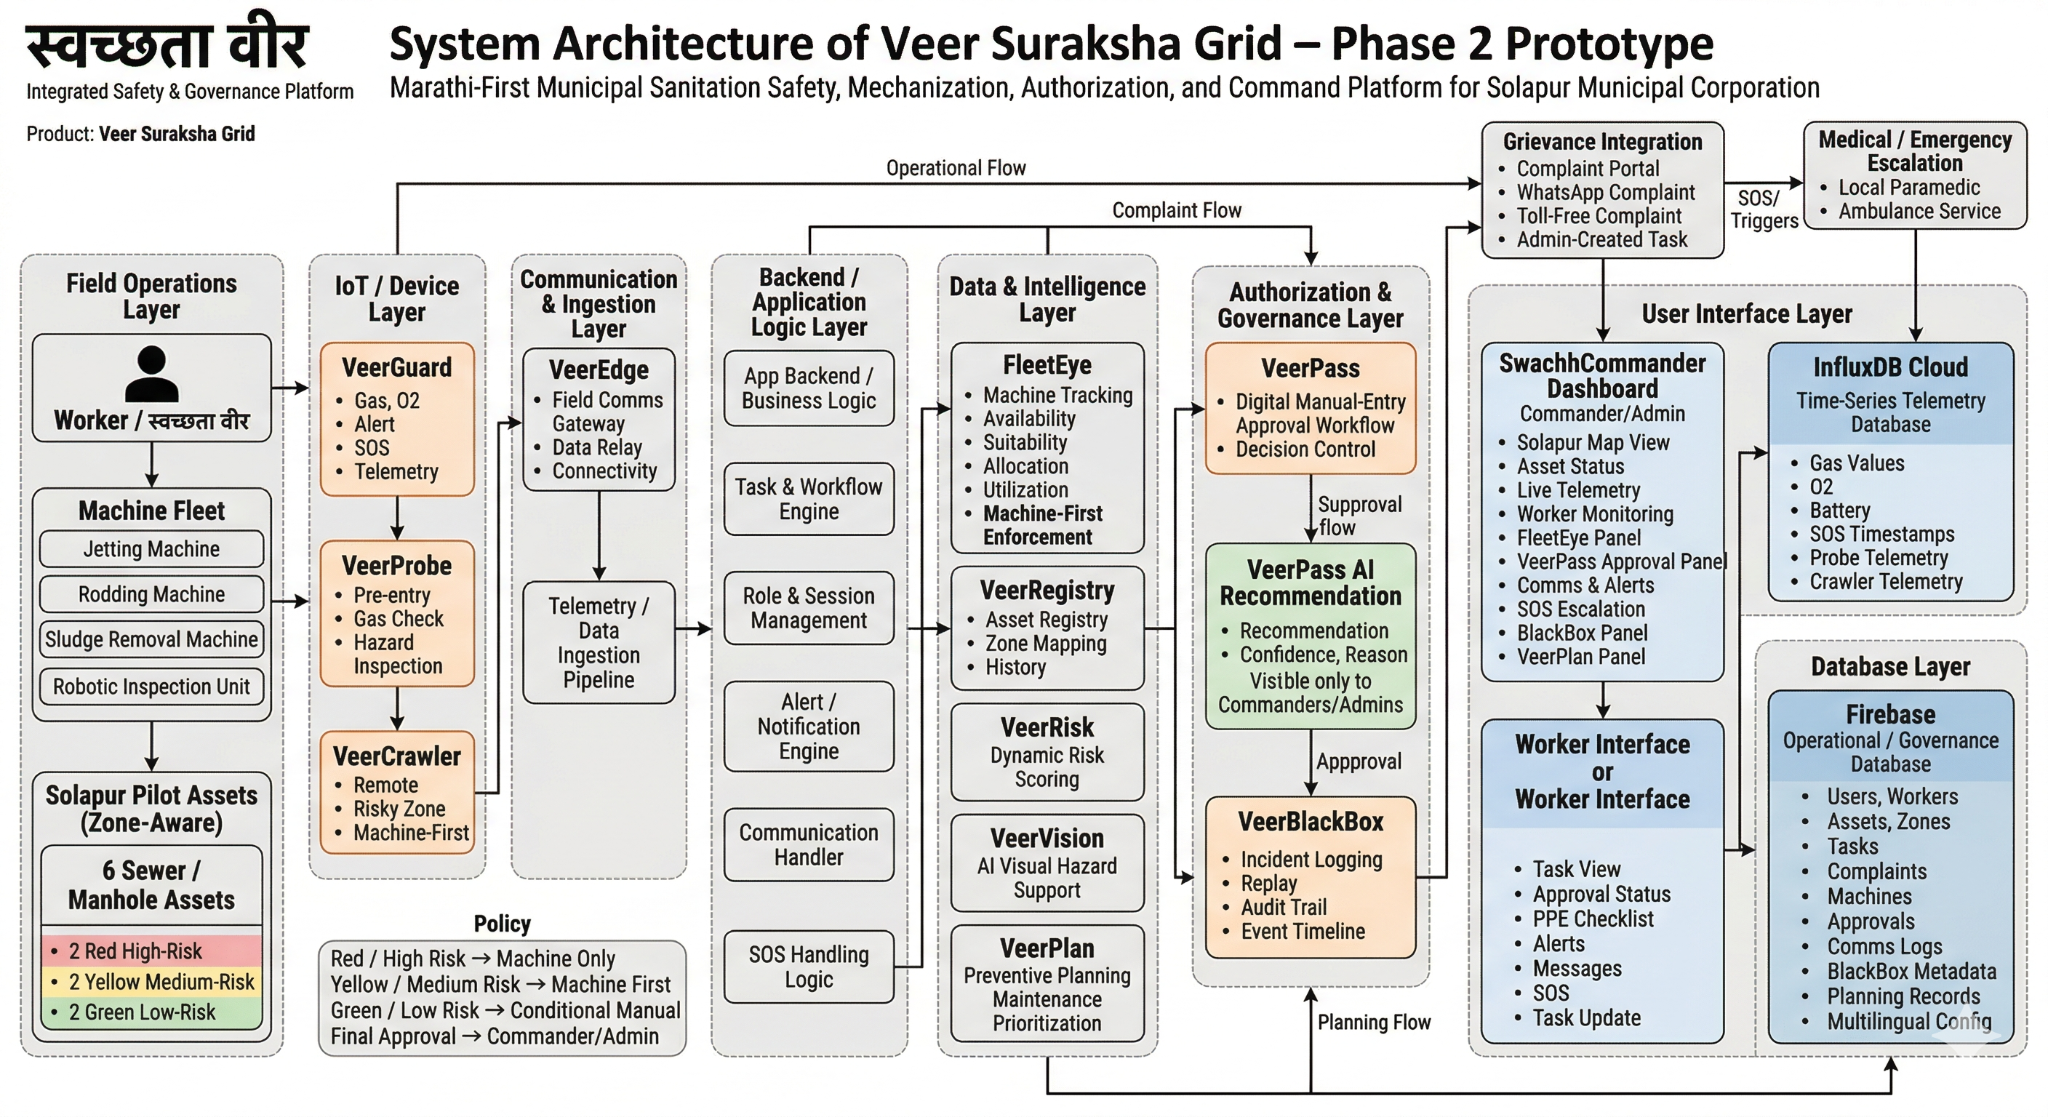 स्वच्छता वीर
Integrated Safety & Governance Platform
Product: Veer Suraksha Grid
System Architecture of Veer Suraksha Grid – Phase 2 Prototype
Marathi-First Municipal Sanitation Safety, Mechanization, Authorization, and Command Platform for Solapur Municipal Corporation
Operational Flow
Complaint Flow
Grievance Integration
• Complaint Portal
• WhatsApp Complaint
• Toll-Free Complaint
• Admin-Created Task
SOS/
Triggers
Medical / Emergency
Escalation
• Local Paramedic
• Ambulance Service
Field Operations
Layer
Worker / स्वच्छता वीर
Machine Fleet
Jetting Machine
Rodding Machine
Sludge Removal Machine
Robotic Inspection Unit
Solapur Pilot Assets
(Zone-Aware)
6 Sewer /
Manhole Assets
• 2 Red High-Risk
• 2 Yellow Medium-Risk
• 2 Green Low-Risk
IoT / Device
Layer
VeerGuard
• Gas, O2
• Alert
• SOS
• Telemetry
VeerProbe
• Pre-entry
• Gas Check
• Hazard
Inspection
VeerCrawler
• Remote
• Risky Zone
• Machine-First
Policy
Red / High Risk → Machine Only
Yellow / Medium Risk → Machine First
Green / Low Risk → Conditional Manual
Final Approval → Commander/Admin
Communication
& Ingestion
Layer
VeerEdge
• Field Comms
Gateway
• Data Relay
• Connectivity
Telemetry /
Data
Ingestion
Pipeline
Backend /
Application
Logic Layer
App Backend /
Business Logic
Task & Workflow
Engine
Role & Session
Management
Alert /
Notification
Engine
Communication
Handler
SOS Handling
Logic
Data & Intelligence
Layer
FleetEye
• Machine Tracking
• Availability
• Suitability
• Allocation
• Utilization
• Machine-First
Enforcement
VeerRegistry
• Asset Registry
• Zone Mapping
• History
VeerRisk
Dynamic Risk
Scoring
VeerVision
AI Visual Hazard
Support
VeerPlan
Preventive Planning
Maintenance
Prioritization
Authorization &
Governance Layer
VeerPass
• Digital Manual-Entry
Approval Workflow
• Decision Control
Supproval
flow
VeerPass AI
Recommendation
• Recommendation
• Confidence, Reason
Visible only to
Commanders/Admins
Appproval
VeerBlackBox
• Incident Logging
• Replay
• Audit Trail
• Event Timeline
Planning Flow
User Interface Layer
SwachhCommander
Dashboard
Commander/Admin
• Solapur Map View
• Asset Status
• Live Telemetry
• Worker Monitoring
• FleetEye Panel
• VeerPass Approval Panel
• Comms & Alerts
• SOS Escalation
• BlackBox Panel
• VeerPlan Panel
Worker Interface
or
Worker Interface
• Task View
• Approval Status
• PPE Checklist
• Alerts
• Messages
• SOS
• Task Update
InfluxDB Cloud
Time-Series Telemetry
Database
• Gas Values
• O2
• Battery
• SOS Timestamps
• Probe Telemetry
• Crawler Telemetry
Database Layer
Firebase
Operational / Governance
Database
• Users, Workers
• Assets, Zones
• Tasks
• Complaints
• Machines
• Approvals
• Comms Logs
• BlackBox Metadata
• Planning Records
• Multilingual Config